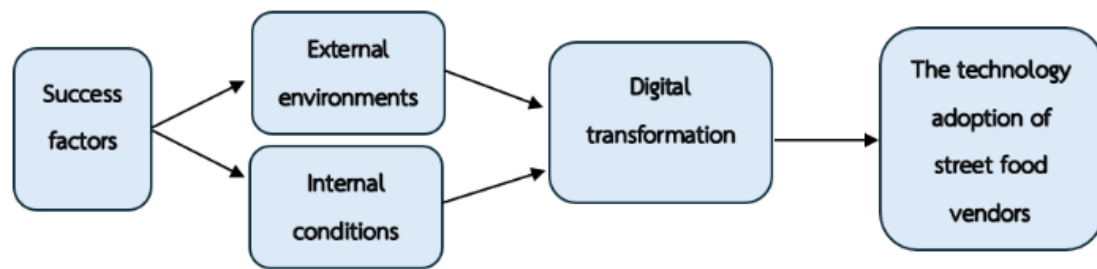 Success
factors
External
environments
Internal
conditions
Digital
transformation
The technology
adoption of
street food
vendors